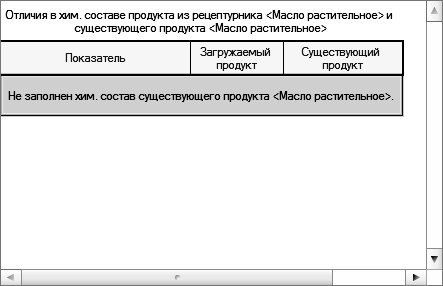 Отличия в хим. составе продукта из рецептурника <Масло растительное> и
существующего продукта <Масло растительное>
Показатель
Загружаемый
продукт
Существующий
продукт
Не заполнен хим. состав существующего продукта <Масло растительное>.